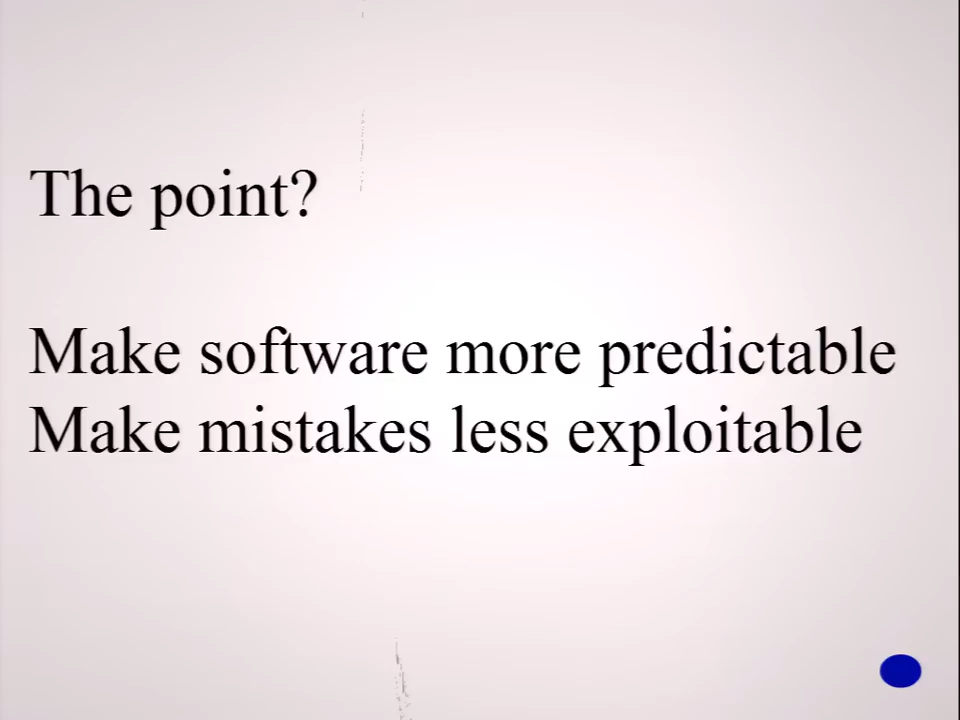 The point?
Make software more predictable
Make mistakes less exploitable